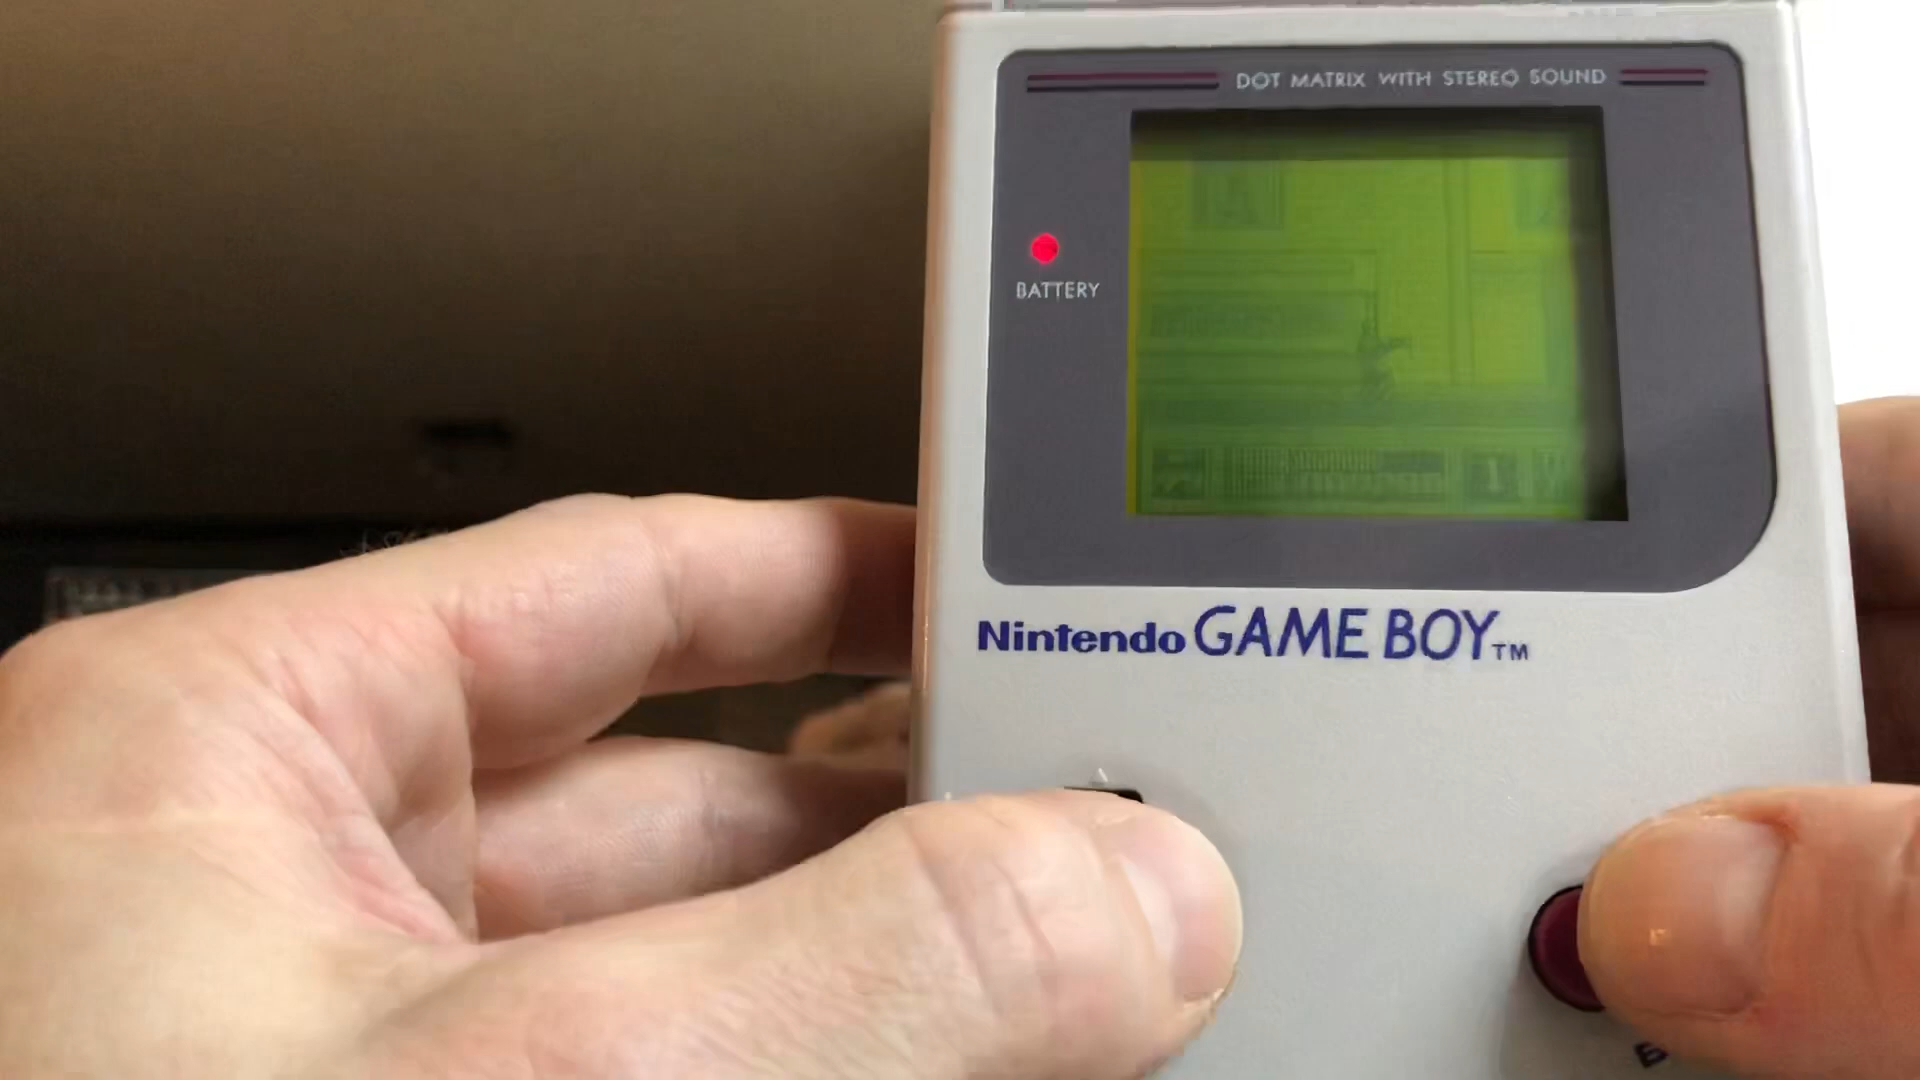 DOT MATRIX WITH STEREO SOUND
BATTERY
Nintendo GAME BOY™
B